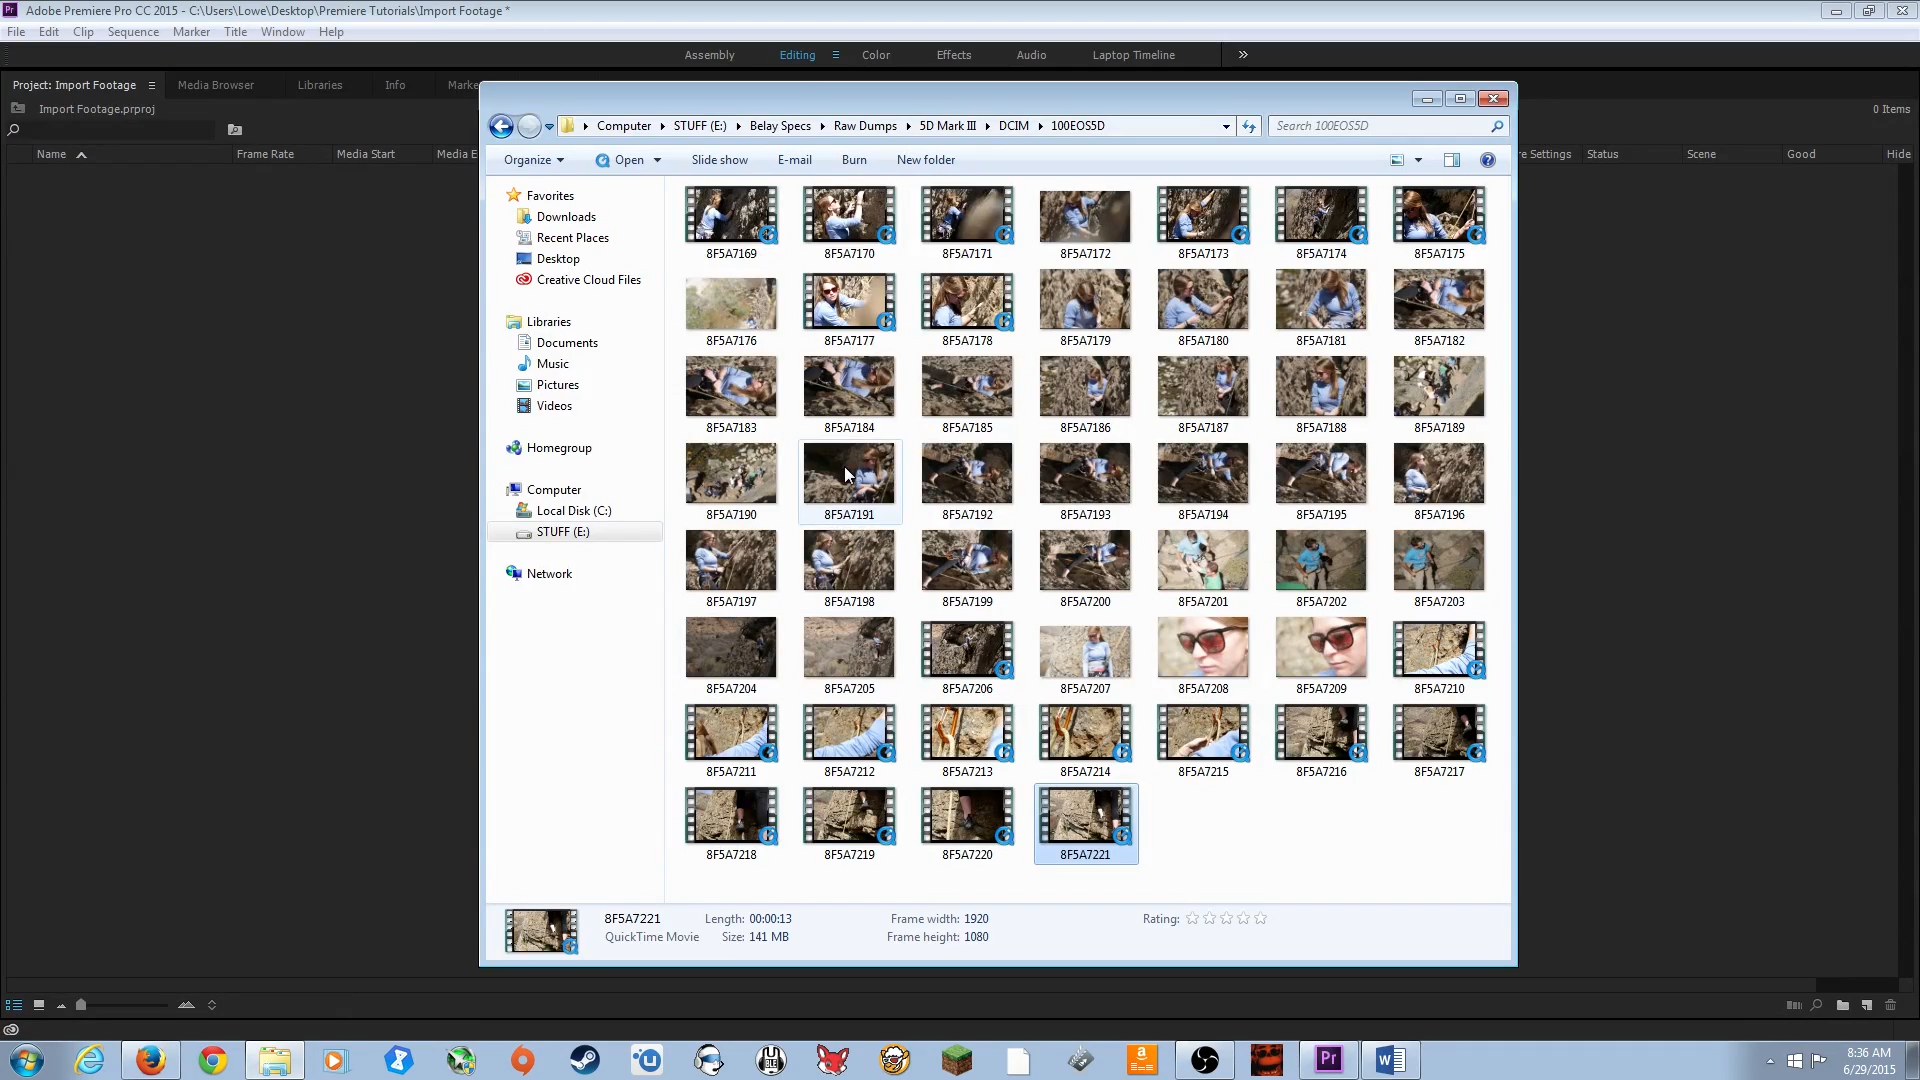 Adobe Premiere Pro CC 2015 - C:\Users\Lowe\Desktop\Premiere Tutorials\Import Footage *
File Edit Clip Sequence Marker Title Window Help
Assembly Editing Color Effects Audio Laptop Timeline
Project: Import Footage Media Browser Libraries Info Marke
Import Footage.prproj 0 Items
Computer STUFF (E:) Belay Specs Raw Dumps 5D Mark III DCIM 100EOS5D Search 100EOS5D
Name Frame Rate Media Start Media E re Settings Status Scene Good Hide
Organize Open Slide show E-mail Burn New folder
Favorites
Downloads
Recent Places
Desktop
Creative Cloud Files
Libraries
Documents
Music
Pictures
Videos
Homegroup
Computer
Local Disk (C:)
STUFF (E:)
Network
8F5A7169 8F5A7170 8F5A7171 8F5A7172 8F5A7173 8F5A7174 8F5A7175
8F5A7176 8F5A7177 8F5A7178 8F5A7179 8F5A7180 8F5A7181 8F5A7182
8F5A7183 8F5A7184 8F5A7185 8F5A7186 8F5A7187 8F5A7188 8F5A7189
8F5A7190 8F5A7191 8F5A7192 8F5A7193 8F5A7194 8F5A7195 8F5A7196
8F5A7197 8F5A7198 8F5A7199 8F5A7200 8F5A7201 8F5A7202 8F5A7203
8F5A7204 8F5A7205 8F5A7206 8F5A7207 8F5A7208 8F5A7209 8F5A7210
8F5A7211 8F5A7212 8F5A7213 8F5A7214 8F5A7215 8F5A7216 8F5A7217
8F5A7218 8F5A7219 8F5A7220 8F5A7221
8F5A7221 Length: 00:00:13 Frame width: 1920 Rating:
QuickTime Movie Size: 141 MB Frame height: 1080
Pr
8:36 AM
6/29/2015